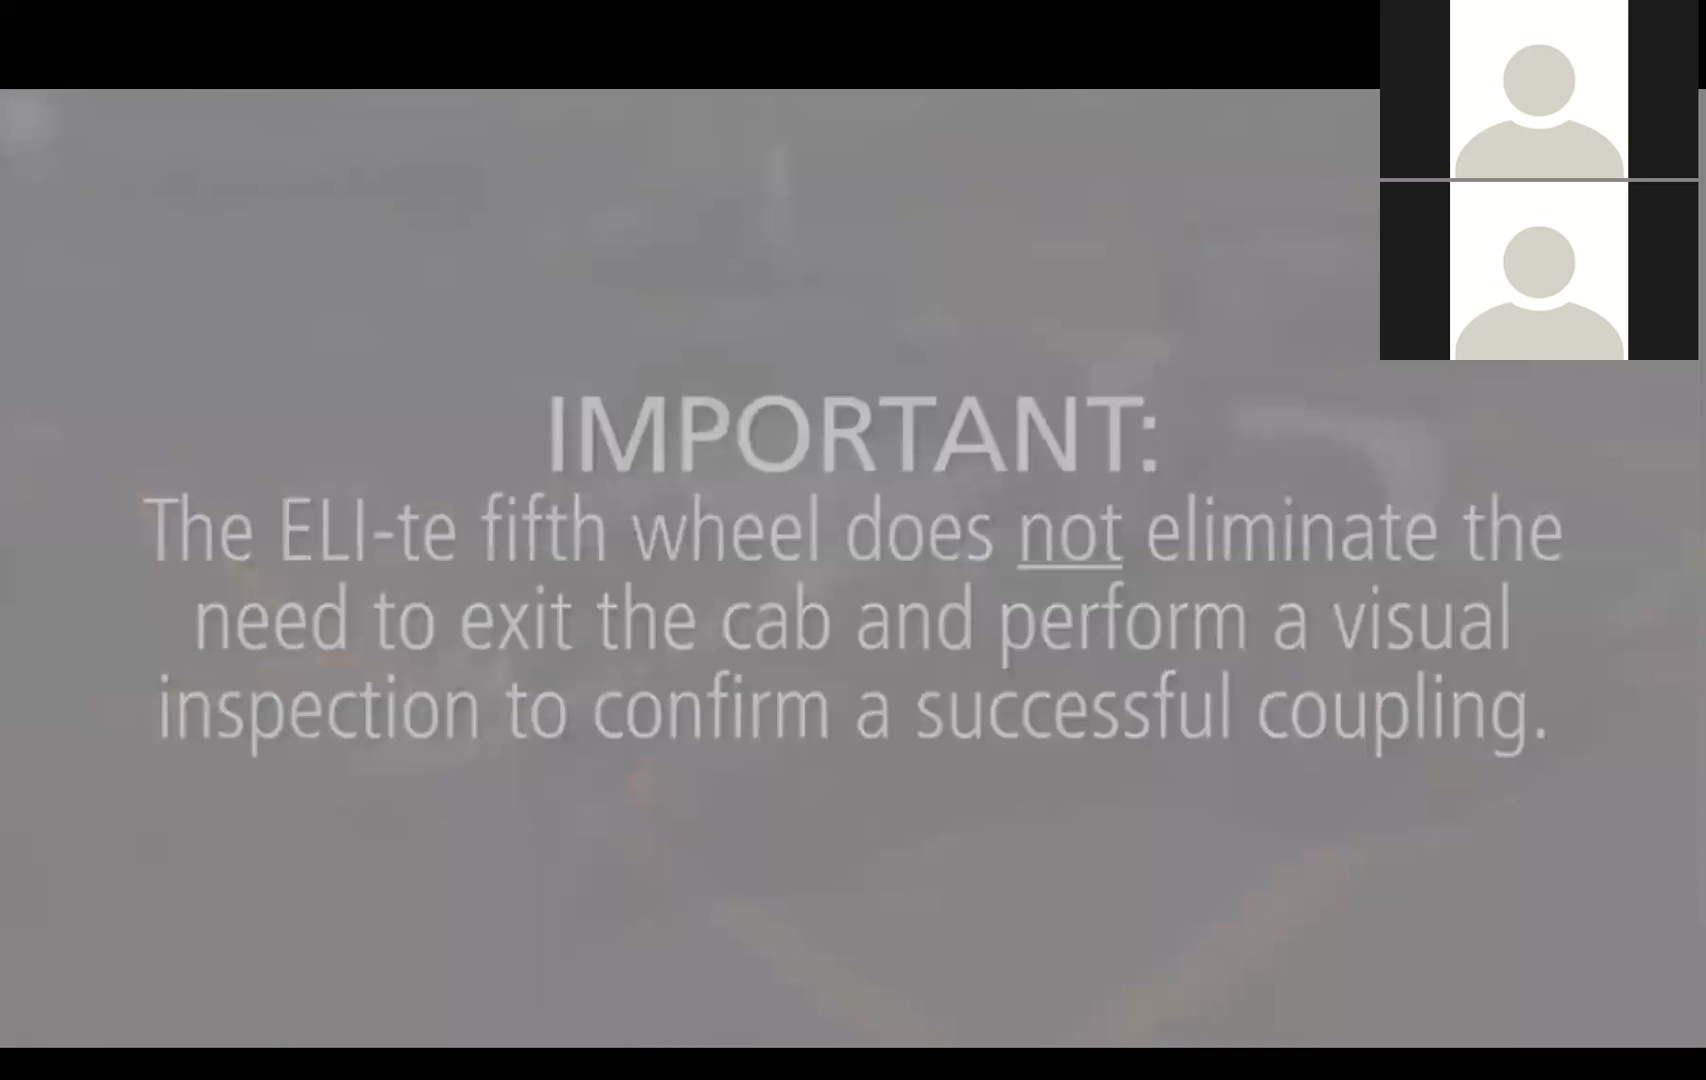 IMPORTANT:
The ELI-te fifth wheel does not eliminate the
need to exit the cab and perform a visual
inspection to confirm a successful coupling.